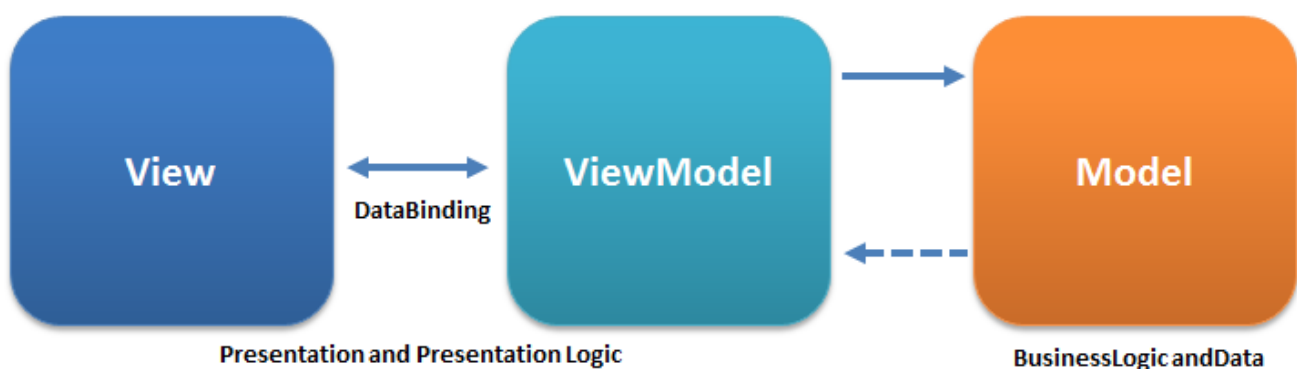 View
ViewModel
Model
DataBinding
Presentation and Presentation Logic
BusinessLogic andData